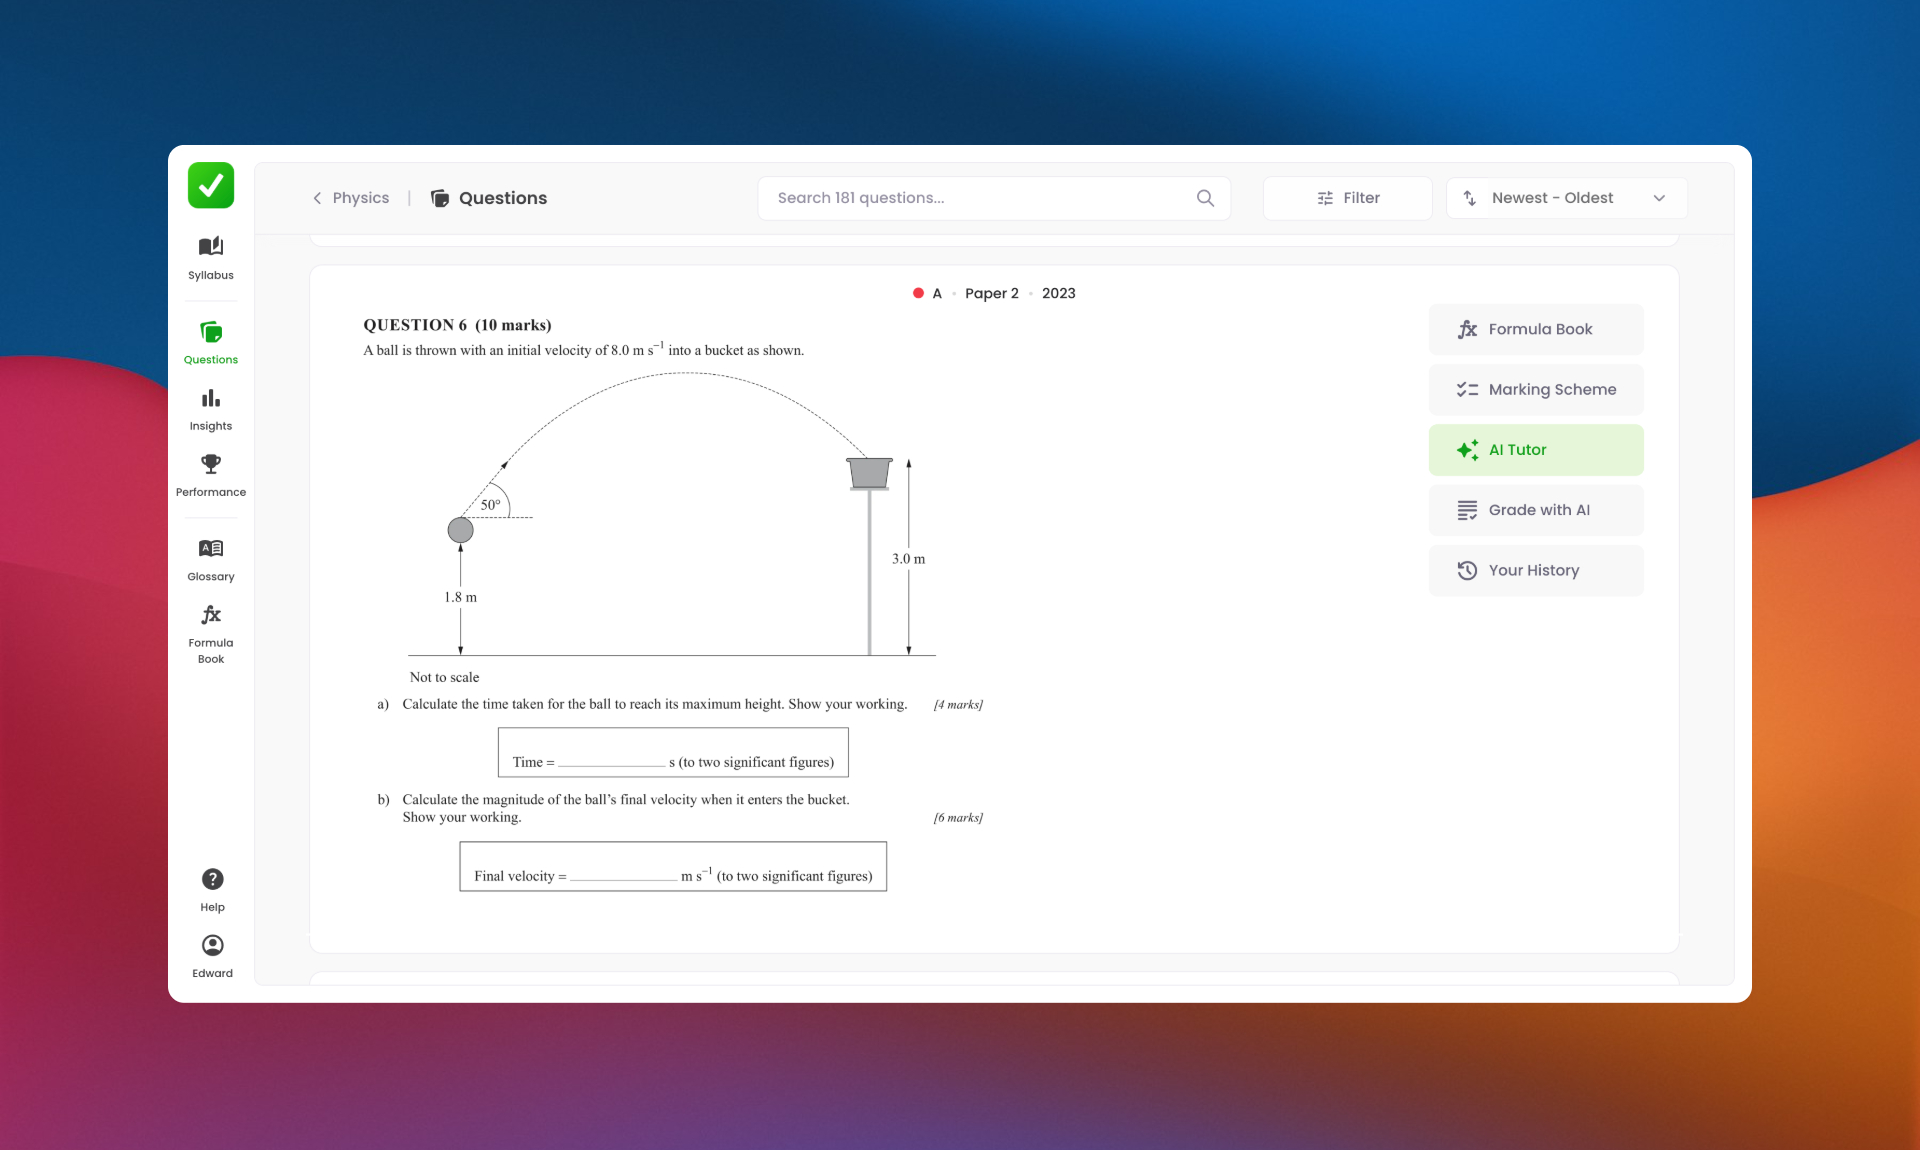 Physics | Questions
Search 181 questions...
Filter
Newest - Oldest
Syllabus
Questions
Insights
Performance
Glossary
Formula
Book
Help
Edward
A • Paper 2 • 2023
QUESTION 6 (10 marks)
A ball is thrown with an initial velocity of 8.0 m s⁻¹ into a bucket as shown.
50°
1.8 m
3.0 m
Not to scale
a) Calculate the time taken for the ball to reach its maximum height. Show your working. [4 marks]
Time = ______________ s (to two significant figures)
b) Calculate the magnitude of the ball's final velocity when it enters the bucket.
Show your working. [6 marks]
Final velocity = ______________ m s⁻¹ (to two significant figures)
Formula Book
Marking Scheme
AI Tutor
Grade with AI
Your History